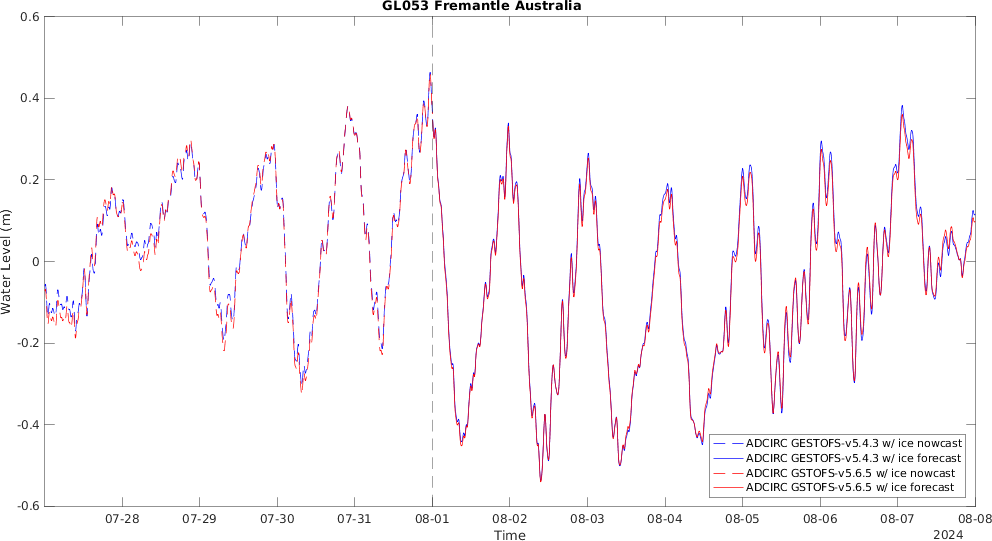 GL053 Fremantle Australia
0.6
0.4
0.2
0
-0.2
-0.4
-0.6
Water Level (m)
ADCIRC GESTOFS-v5.4.3 w/ ice nowcast
ADCIRC GESTOFS-v5.4.3 w/ ice forecast
ADCIRC GSTOFS-v5.6.5 w/ ice nowcast
ADCIRC GSTOFS-v5.6.5 w/ ice forecast
07-28 07-29 07-30 07-31 08-01 08-02 08-03 08-04 08-05 08-06 08-07 08-08
Time
2024